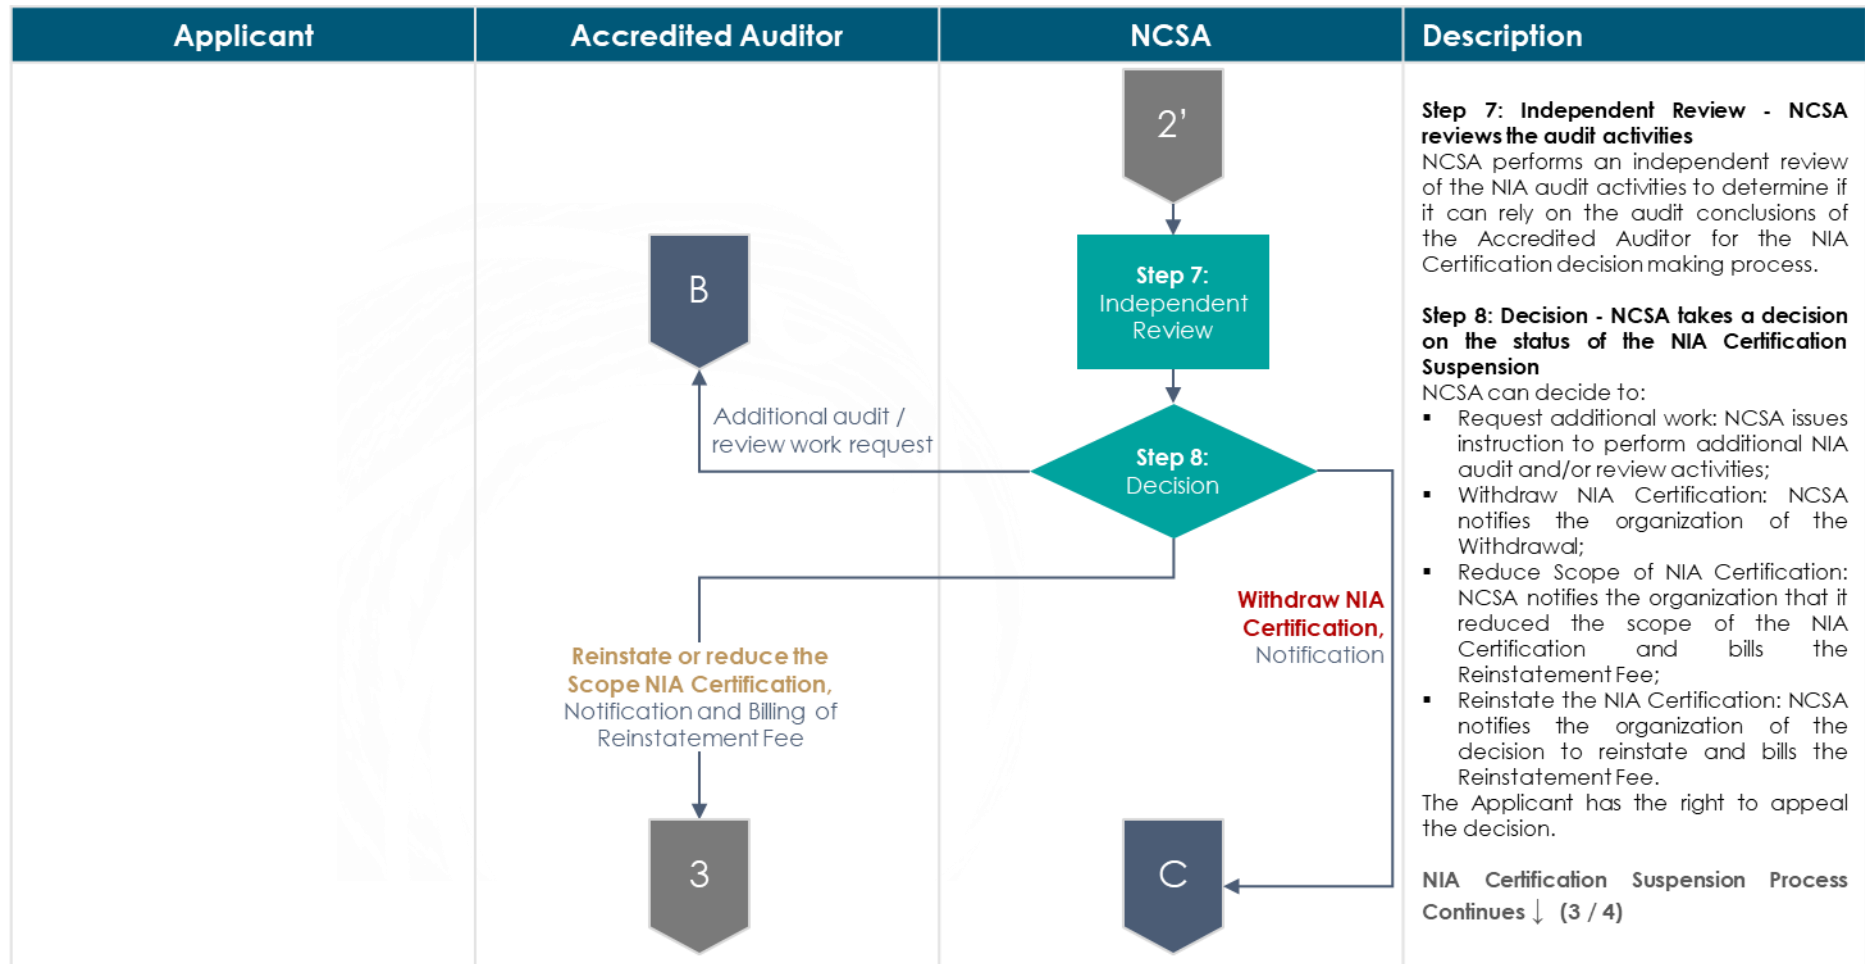 Applicant
Accredited Auditor
NCSA
Description
2’
Step 7:
Independent
Review
B
Additional audit /
review work request
Step 8:
Decision
Withdraw NIA
Certification,
Notification
Reinstate or reduce the
Scope NIA Certification,
Notification and Billing of
Reinstatement Fee
3
C
Step 7: Independent Review - NCSA
reviews the audit activities
NCSA performs an independent review
of the NIA audit activities to determine if
it can rely on the audit conclusions of
the Accredited Auditor for the NIA
Certification decision making process.
Step 8: Decision - NCSA takes a decision
on the status of the NIA Certification
Suspension
NCSA can decide to:
▪ Request additional work: NCSA issues
instruction to perform additional NIA
audit and/or review activities;
▪ Withdraw NIA Certification: NCSA
notifies the organization of the
Withdrawal;
▪ Reduce Scope of NIA Certification:
NCSA notifies the organization that it
reduced the scope of the NIA
Certification and bills the
Reinstatement Fee;
▪ Reinstate the NIA Certification: NCSA
notifies the organization of the
decision to reinstate and bills the
Reinstatement Fee.
The Applicant has the right to appeal
the decision.
NIA Certification Suspension Process
Continues ↓ (3 / 4)